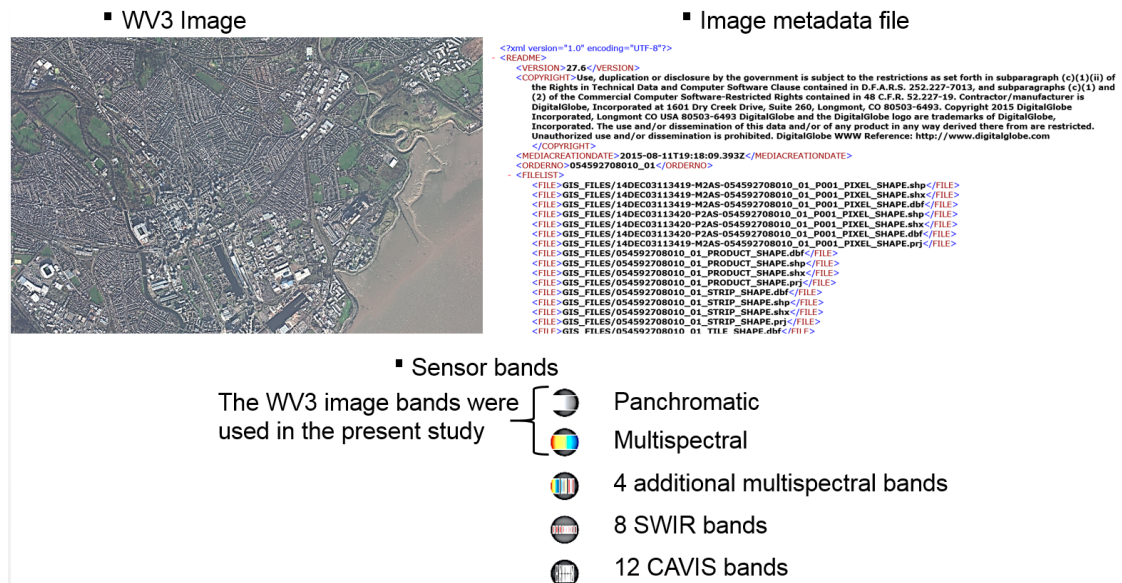 ▪ WV3 Image
▪ Image metadata file
<?xml version="1.0" encoding="UTF-8"?>
- <README>
<VERSION>27.6</VERSION>
<COPYRIGHT>Use, duplication or disclosure by the government is subject to the restrictions as set forth in subparagraph (c)(1)(ii) of
the Rights in Technical Data and Computer Software Clause contained in D.F.A.R.S. 252.227-7013, and subparagraphs (c)(1) and
(2) of the Commercial Computer Software-Restricted Rights contained in 48 C.F.R. 52.227-19. Contractor/manufacturer is
DigitalGlobe, Incorporated at 1601 Dry Creek Drive, Suite 260, Longmont, CO 80503-6493. Copyright 2015 DigitalGlobe
Incorporated, Longmont CO USA 80503-6493 DigitalGlobe and the DigitalGlobe logo are trademarks of DigitalGlobe,
Incorporated. The use and/or dissemination of this data and/or of any product in any way derived there from are restricted.
Unauthorized use and/or dissemination is prohibited. DigitalGlobe WWW Reference: http://www.digitalglobe.com
</COPYRIGHT>
<MEDIACREATIONDATE>2015-08-11T19:18:09.393Z</MEDIACREATIONDATE>
<ORDERNO>054592708010_01</ORDERNO>
- <FILELIST>
<FILE>GIS_FILES/14DEC03113419-M2AS-054592708010_01_P001_PIXEL_SHAPE.shp</FILE>
<FILE>GIS_FILES/14DEC03113419-M2AS-054592708010_01_P001_PIXEL_SHAPE.shx</FILE>
<FILE>GIS_FILES/14DEC03113419-M2AS-054592708010_01_P001_PIXEL_SHAPE.dbf</FILE>
<FILE>GIS_FILES/14DEC03113420-P2AS-054592708010_01_P001_PIXEL_SHAPE.shp</FILE>
<FILE>GIS_FILES/14DEC03113420-P2AS-054592708010_01_P001_PIXEL_SHAPE.shx</FILE>
<FILE>GIS_FILES/14DEC03113420-P2AS-054592708010_01_P001_PIXEL_SHAPE.dbf</FILE>
<FILE>GIS_FILES/14DEC03113419-M2AS-054592708010_01_P001_PIXEL_SHAPE.prj</FILE>
<FILE>GIS_FILES/054592708010_01_PRODUCT_SHAPE.dbf</FILE>
<FILE>GIS_FILES/054592708010_01_PRODUCT_SHAPE.shp</FILE>
<FILE>GIS_FILES/054592708010_01_PRODUCT_SHAPE.shx</FILE>
<FILE>GIS_FILES/054592708010_01_PRODUCT_SHAPE.prj</FILE>
<FILE>GIS_FILES/054592708010_01_STRIP_SHAPE.dbf</FILE>
<FILE>GIS_FILES/054592708010_01_STRIP_SHAPE.shp</FILE>
<FILE>GIS_FILES/054592708010_01_STRIP_SHAPE.shx</FILE>
<FILE>GIS_FILES/054592708010_01_STRIP_SHAPE.prj</FILE>
<FILE>GIS_FILES/054592708010_01_TILE_SHAPE.dbf</FILE>
▪ Sensor bands
The WV3 image bands were
used in the present study
Panchromatic
Multispectral
4 additional multispectral bands
8 SWIR bands
12 CAVIS bands